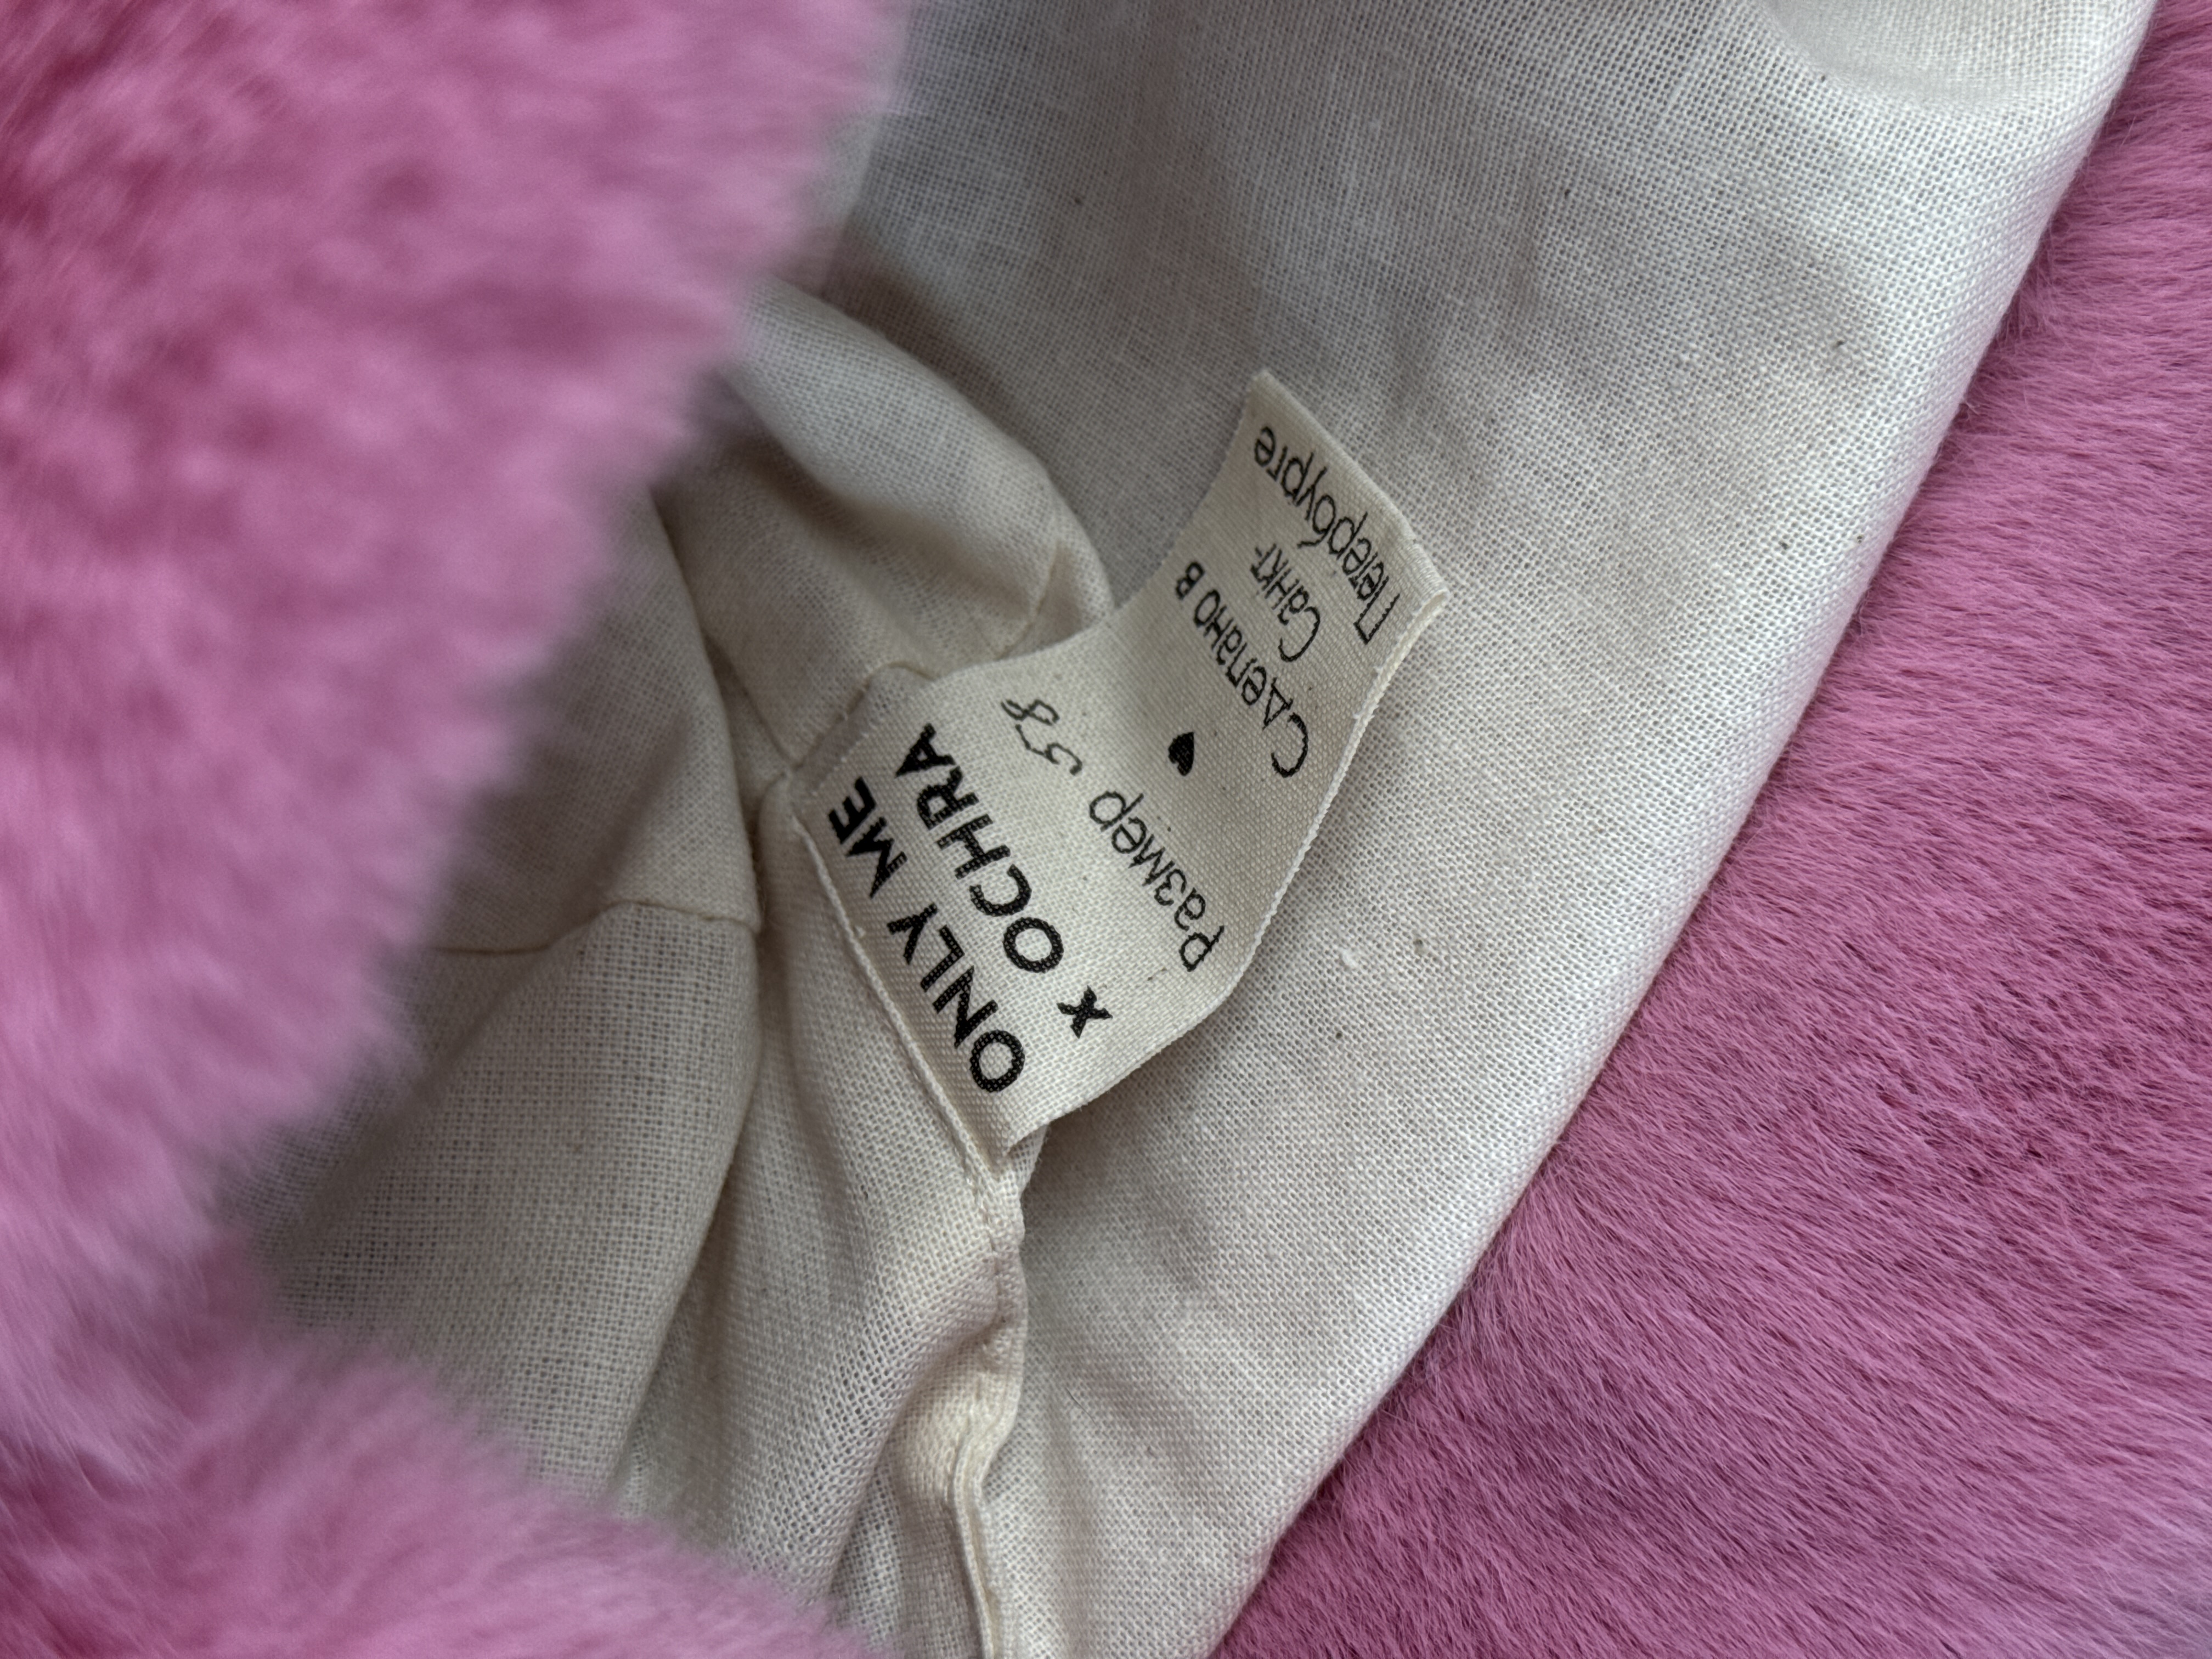 ONLY ME
x OCHRA
Размер 58
♥
Сделано в
Санкт-
Петербурге